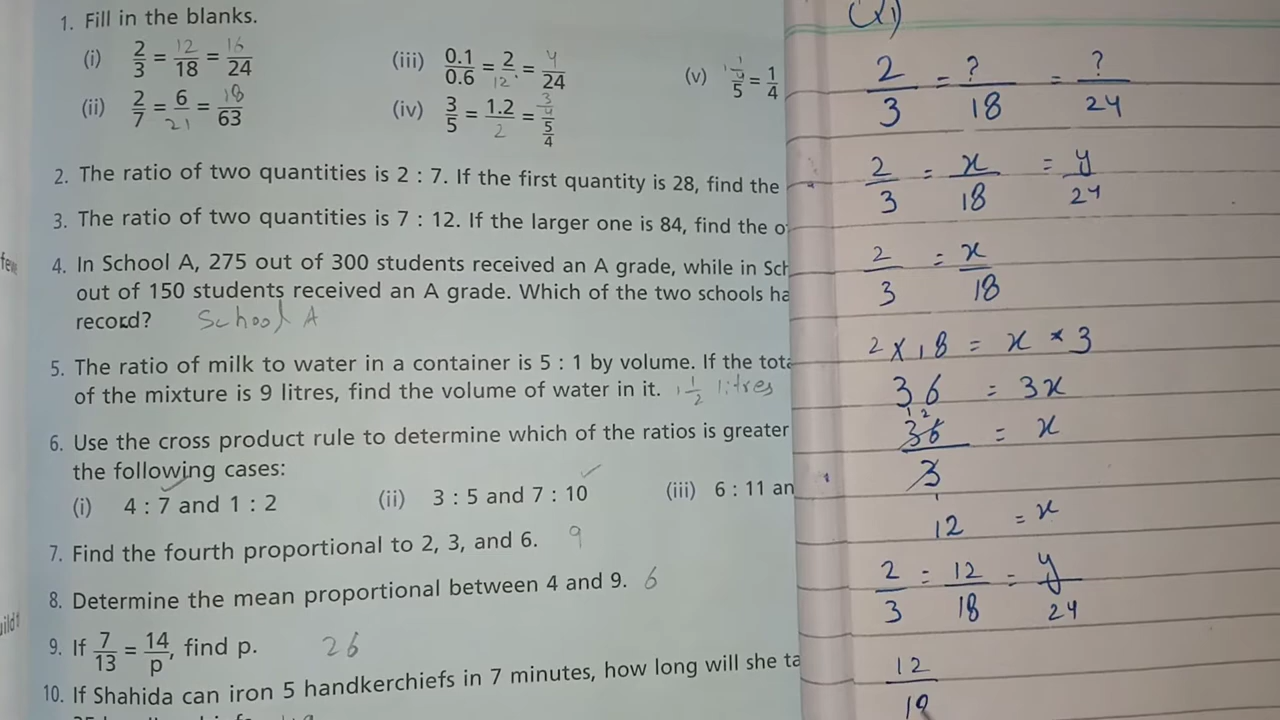 1. Fill in the blanks.
(i) 2/3 = 12/18 = 16/24
(iii) 0.1/0.6 = 2/12 = 4/24
(v) 1/4/5 = 1/4
(ii) 2/7 = 6/21 = 18/63
(iv) 3/5 = 1.2/2 = 3/4/5/4
2. The ratio of two quantities is 2 : 7. If the first quantity is 28, find the
3. The ratio of two quantities is 7 : 12. If the larger one is 84, find the
4. In School A, 275 out of 300 students received an A grade, while in Sch
out of 150 students received an A grade. Which of the two schools ha
record? School A
5. The ratio of milk to water in a container is 5 : 1 by volume. If the tota
of the mixture is 9 litres, find the volume of water in it. 1 1/2 litres
6. Use the cross product rule to determine which of the ratios is greater
the following cases:
(i) 4 : 7 and 1 : 2
(ii) 3 : 5 and 7 : 10
(iii) 6 : 11 an
7. Find the fourth proportional to 2, 3, and 6. 9
8. Determine the mean proportional between 4 and 9. 6
9. If 7/13 = 14/p, find p. 26
10. If Shahida can iron 5 handkerchiefs in 7 minutes, how long will she ta
2/3 = ?/18 = ?/24
2/3 = x/18 = y/24
2/3 = x/18
2 × 18 = x × 3
36 = 3x
36/3 = x
12 = x
2/3 = 12/18 = y/24
12/18